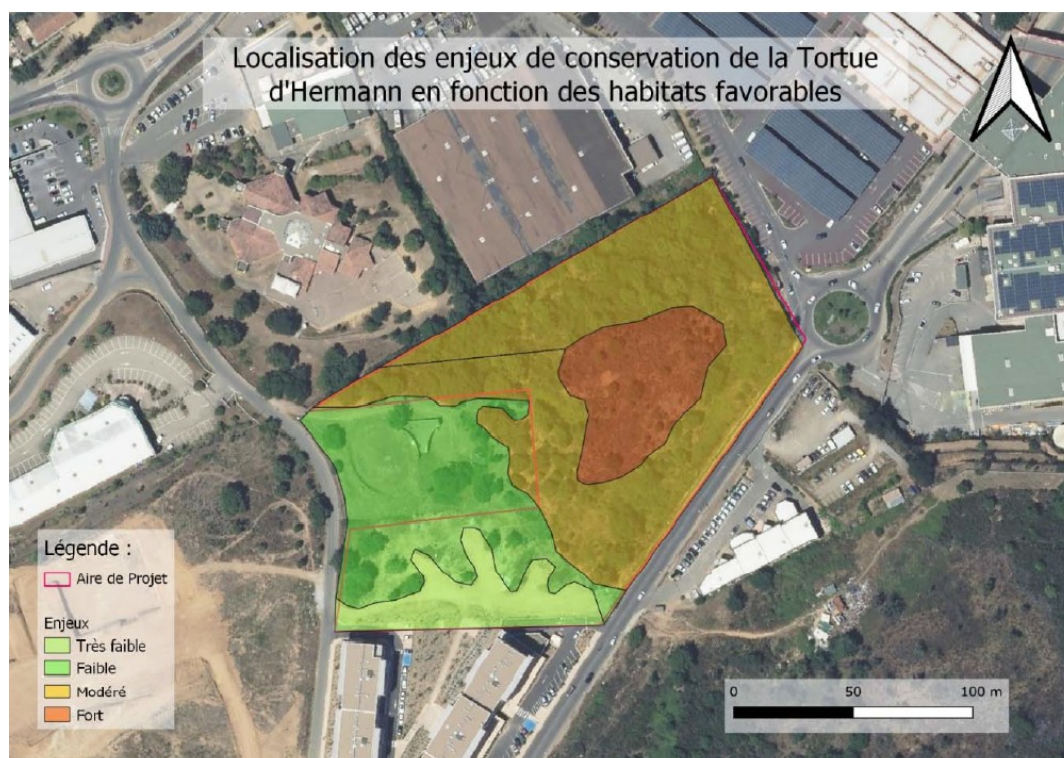 Localisation des enjeux de conservation de la Tortue
d'Hermann en fonction des habitats favorables
Légende :
Aire de Projet
Enjeux
Très faible
Faible
Modéré
Fort
0 50 100 m